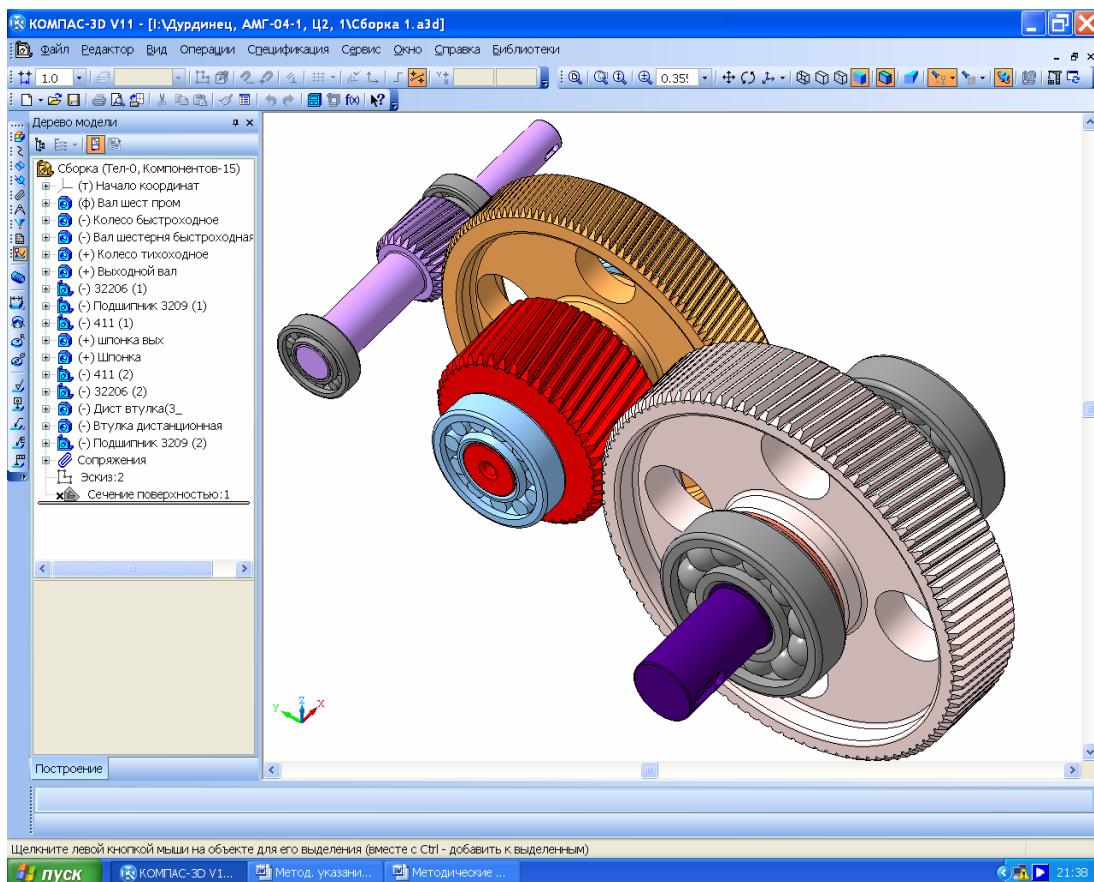 КОМПАС-3D V11 - [I:\Дурдинец, АМГ-04-1, Ц2, 1\Сборка 1.a3d]
Файл Редактор Вид Операции Спецификация Сервис Окно Справка Библиотеки
1.0
0.35
Дерево модели
Сборка (Тел-0, Компонентов-15)
(т) Начало координат
(ф) Вал шест пром
(-) Колесо быстроходное
(-) Вал шестерня быстроходная
(+) Колесо тихоходное
(+) Выходной вал
(-) 32206 (1)
(-) Подшипник 3209 (1)
(-) 411 (1)
(+) шпонка вых
(+) Шпонка
(-) 411 (2)
(-) 32206 (2)
(-) Дист втулка(3_
(-) Втулка дистанционная
(-) Подшипник 3209 (2)
Сопряжения
Эскиз:2
Сечение поверхностью:1
Z
Y X
Построение
Щелкните левой кнопкой мыши на объекте для его выделения (вместе с Ctrl - добавить к выделенным)
пуск КОМПАС-3D V1... Метод. указани... Методические ... 21:38